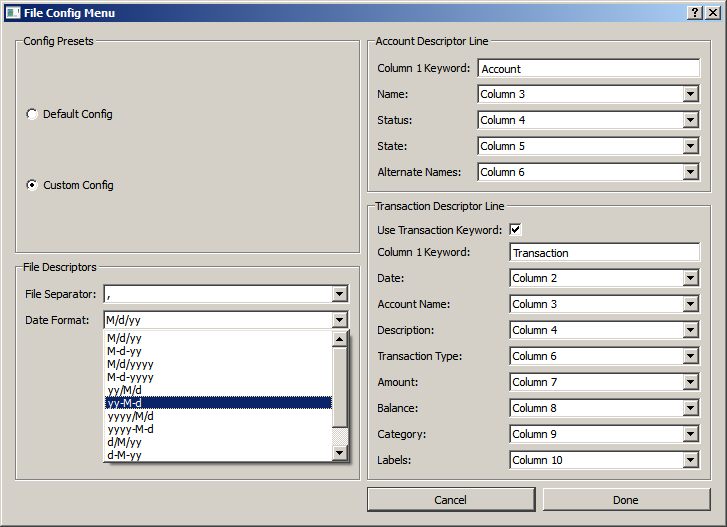 File Config Menu
Config Presets
Default Config
Custom Config
File Descriptors
File Separator: ,
Date Format: M/d/yy
M/d/yy
M-d-yy
M/d/yyyy
M-d-yyyy
yy/M/d
yy-M-d
yyyy/M/d
yyyy-M-d
d/M/yy
d-M-yy
Account Descriptor Line
Column 1 Keyword: Account
Name: Column 3
Status: Column 4
State: Column 5
Alternate Names: Column 6
Transaction Descriptor Line
Use Transaction Keyword:
Column 1 Keyword: Transaction
Date: Column 2
Account Name: Column 3
Description: Column 4
Transaction Type: Column 6
Amount: Column 7
Balance: Column 8
Category: Column 9
Labels: Column 10
Cancel Done